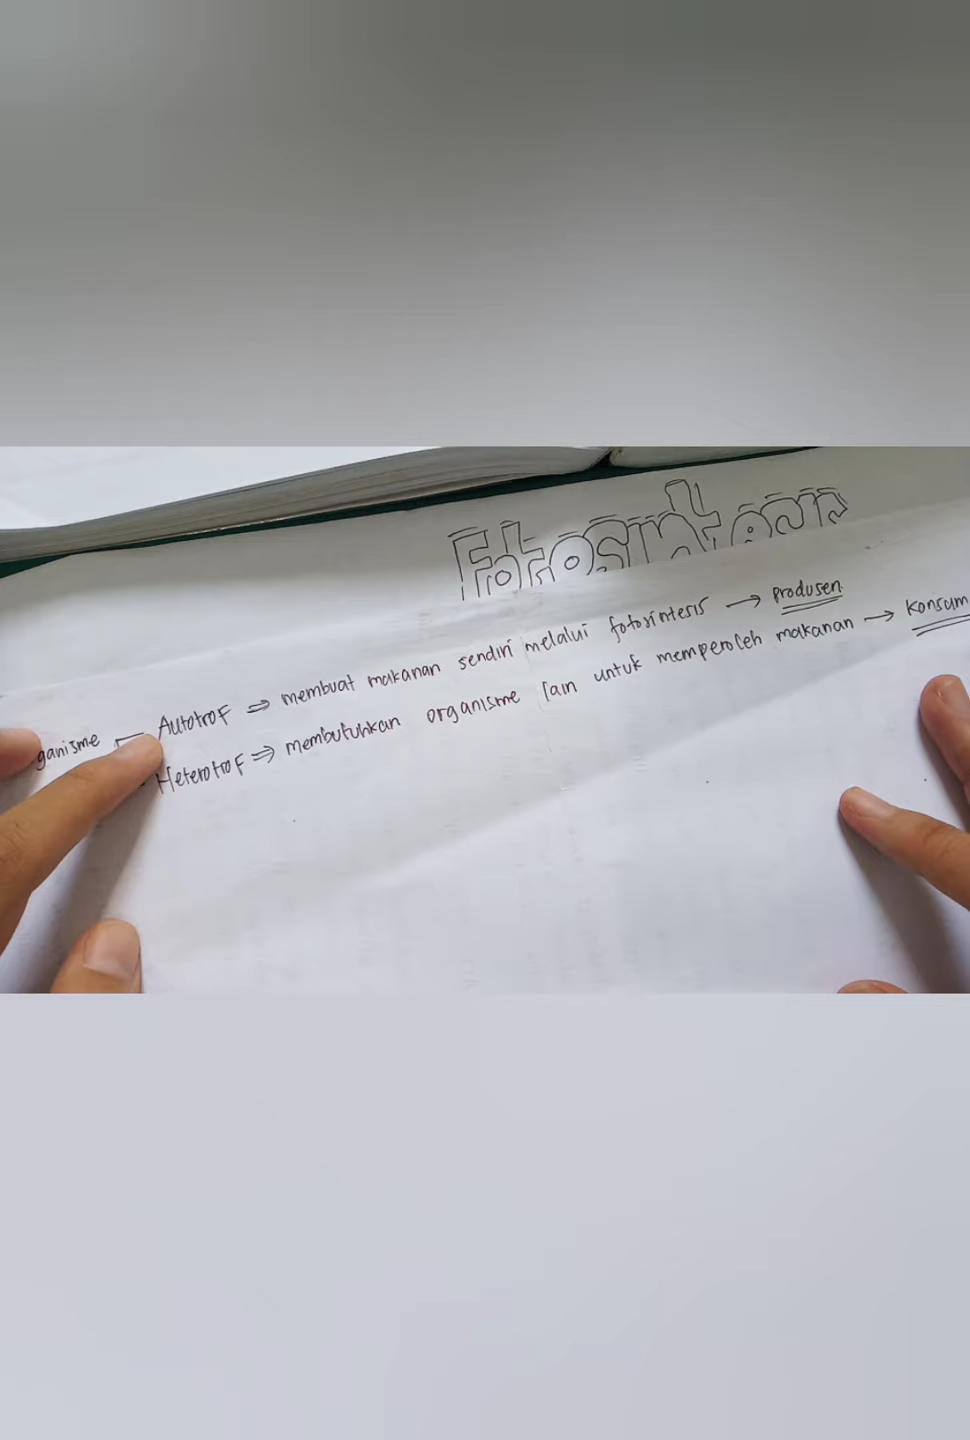 Fotosintesis
ganisme
Autotrof ⇒ membuat makanan sendiri melalui fotosintesis → produsen
Heterotrof ⇒ membutuhkan organisme lain untuk memperoleh makanan → konsum